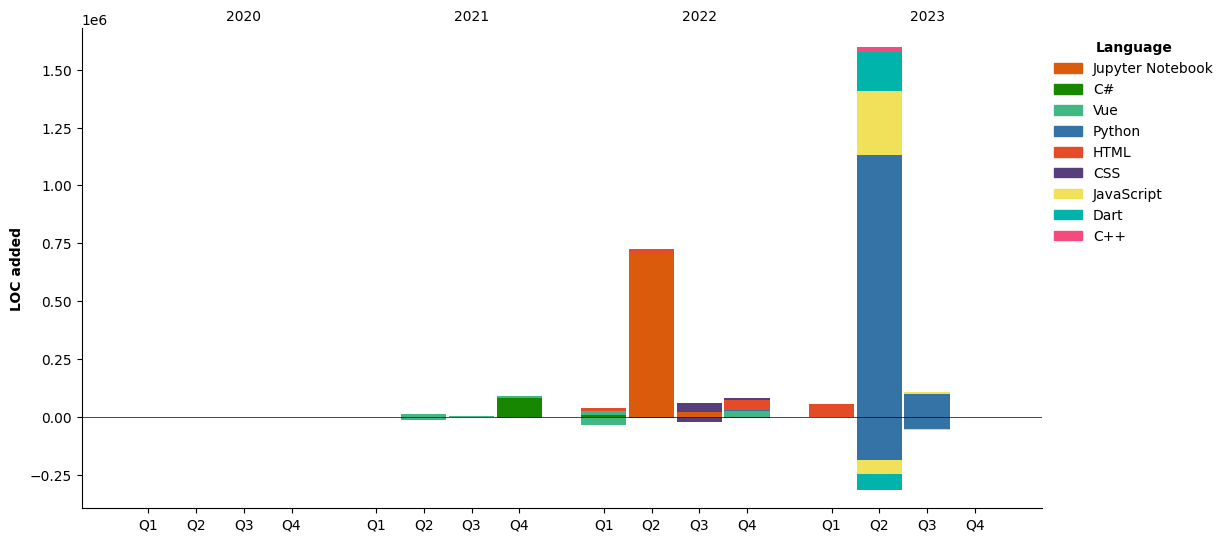 1e6
2020 2021 2022 2023
Language
Jupyter Notebook
C#
Vue
Python
HTML
CSS
JavaScript
Dart
C++
LOC added
1.50
1.25
1.00
0.75
0.50
0.25
0.00
−0.25
Q1 Q2 Q3 Q4 Q1 Q2 Q3 Q4 Q1 Q2 Q3 Q4 Q1 Q2 Q3 Q4